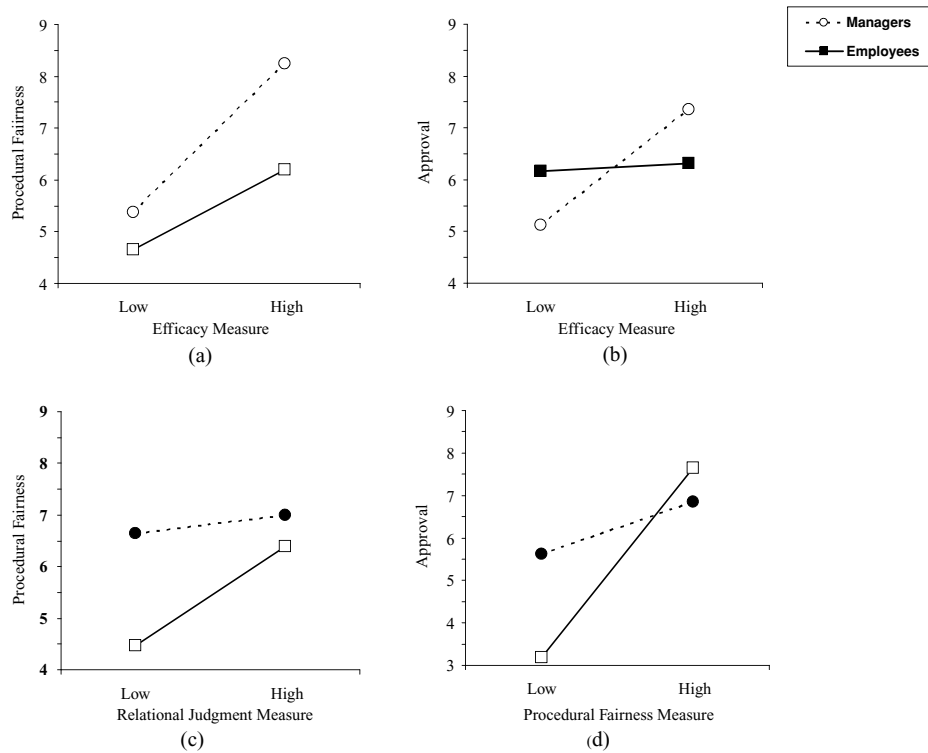 Managers
Employees
9
8
7
6
5
4
Procedural Faiirness
Low
High
Efficacy Measure
(a)
9
8
7
6
5
4
Approval
Low
High
Efficacy Measure
(b)
9
8
7
6
5
4
Procedural Fairness
Low
High
Relational Judgment Measure
(c)
9
8
7
6
5
4
3
Approval
Low
High
Procedural Fairness Measure
(d)